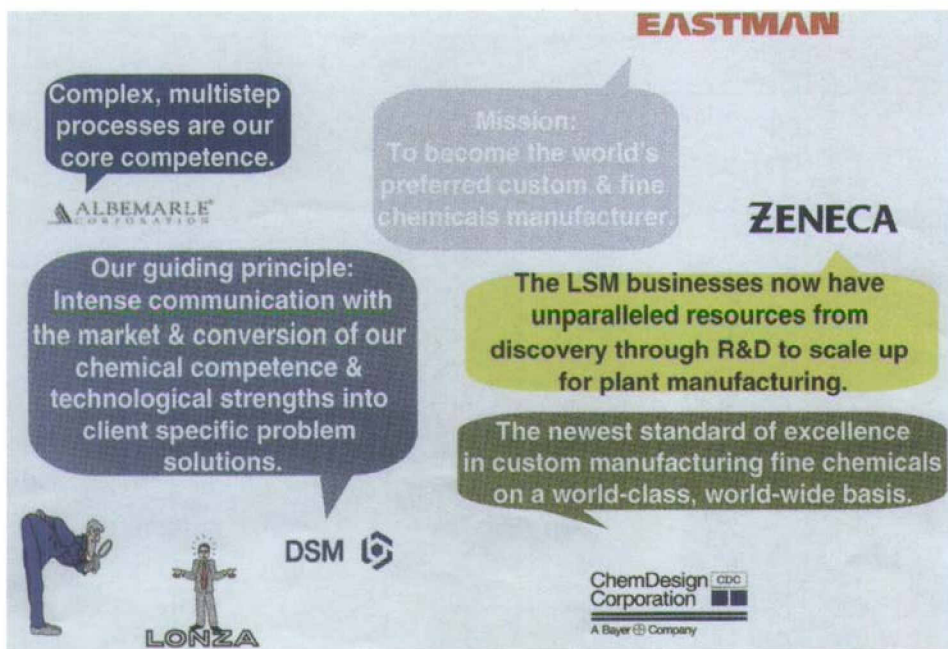 EASTMAN
Complex, multistep
processes are our
core competence.
ALBEMARLE®
CORPORATION
Mission:
To become the world's
preferred custom & fine
chemicals manufacturer.
ZENECA
Our guiding principle:
Intense communication with
the market & conversion of our
chemical competence &
technological strengths into
client specific problem
solutions.
The LSM businesses now have
unparalleled resources from
discovery through R&D to scale up
for plant manufacturing.
The newest standard of excellence
in custom manufacturing fine chemicals
on a world-class, world-wide basis.
DSM
LONZA
ChemDesign CDC
Corporation
A Bayer Company